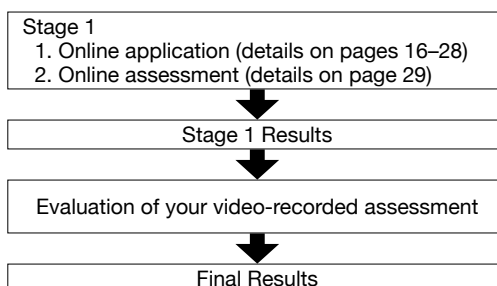 Stage 1
1. Online application (details on pages 16–28)
2. Online assessment (details on page 29)
Stage 1 Results
Evaluation of your video-recorded assessment
Final Results